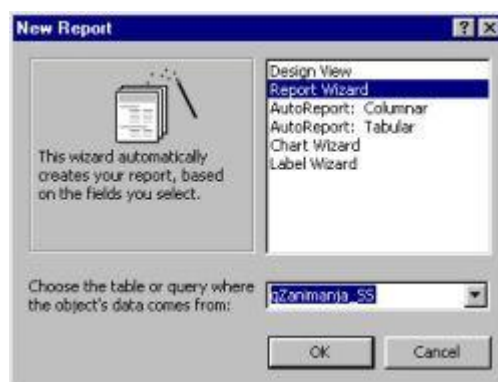 New Report
Design View
Report Wizard
AutoReport: Columnar
AutoReport: Tabular
Chart Wizard
Label Wizard
This wizard automatically
creates your report, based
on the fields you select.
Choose the table or query where
the object's data comes from:
qZanimanja_SS
OK
Cancel